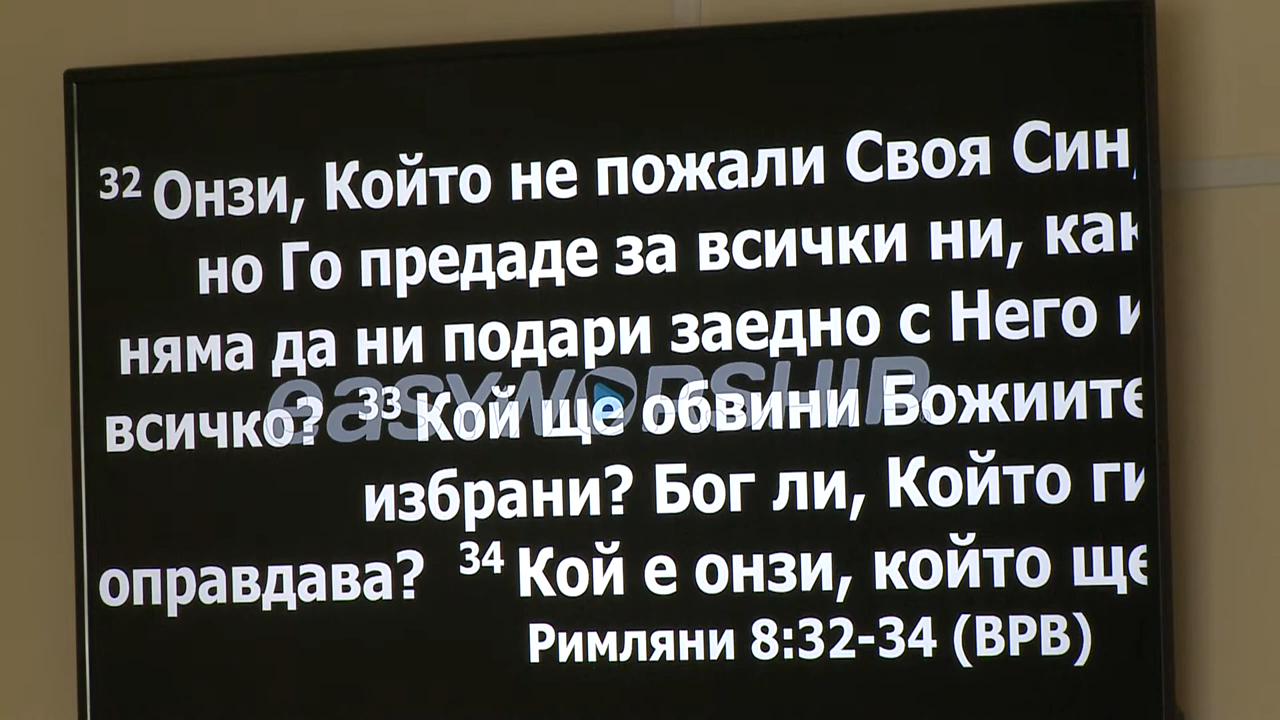 32 Онзи, Който не пожали Своя Син,
но Го предаде за всички ни, как
няма да ни подари заедно с Него и
всичко? 33 Кой ще обвини Божиите
избрани? Бог ли, Който ги
оправдава? 34 Кой е онзи, който ще
Римляни 8:32-34 (ВРВ)
easyworship